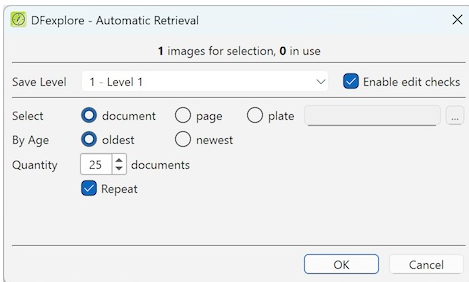 DFexplore - Automatic Retrieval
1 images for selection, 0 in use
Save Level 1 - Level 1 Enable edit checks
Select document page plate ...
By Age oldest newest
Quantity 25 documents
Repeat
OK Cancel